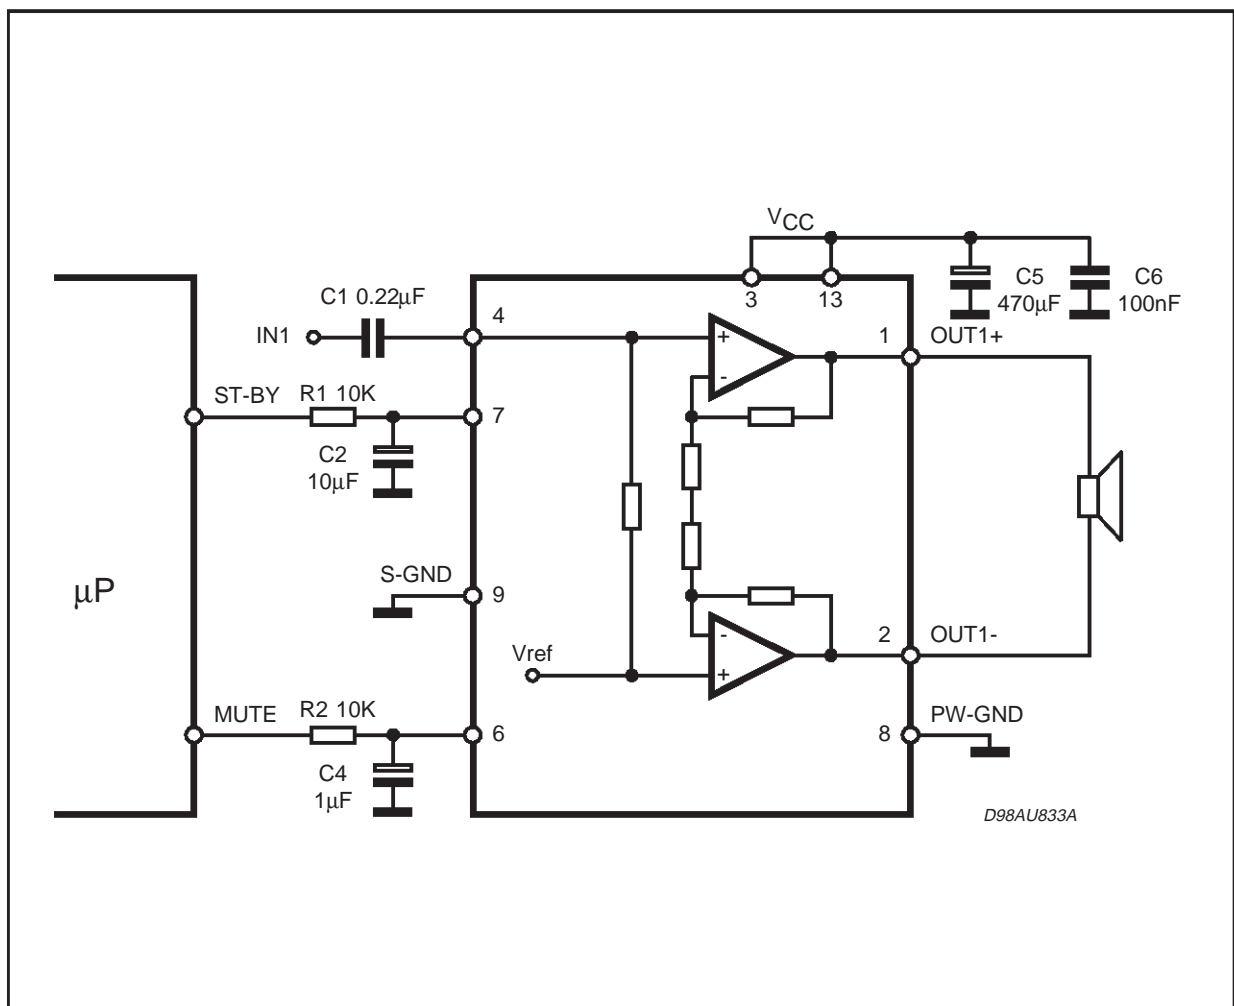 VCC
3
13
C5
470μF
C6
100nF
C1 0.22μF
IN1
4
+
-
1
OUT1+
ST-BY
R1 10K
7
C2
10μF
μP
S-GND
9
Vref
-
+
2
OUT1-
MUTE
R2 10K
6
C4
1μF
8
PW-GND
D98AU833A